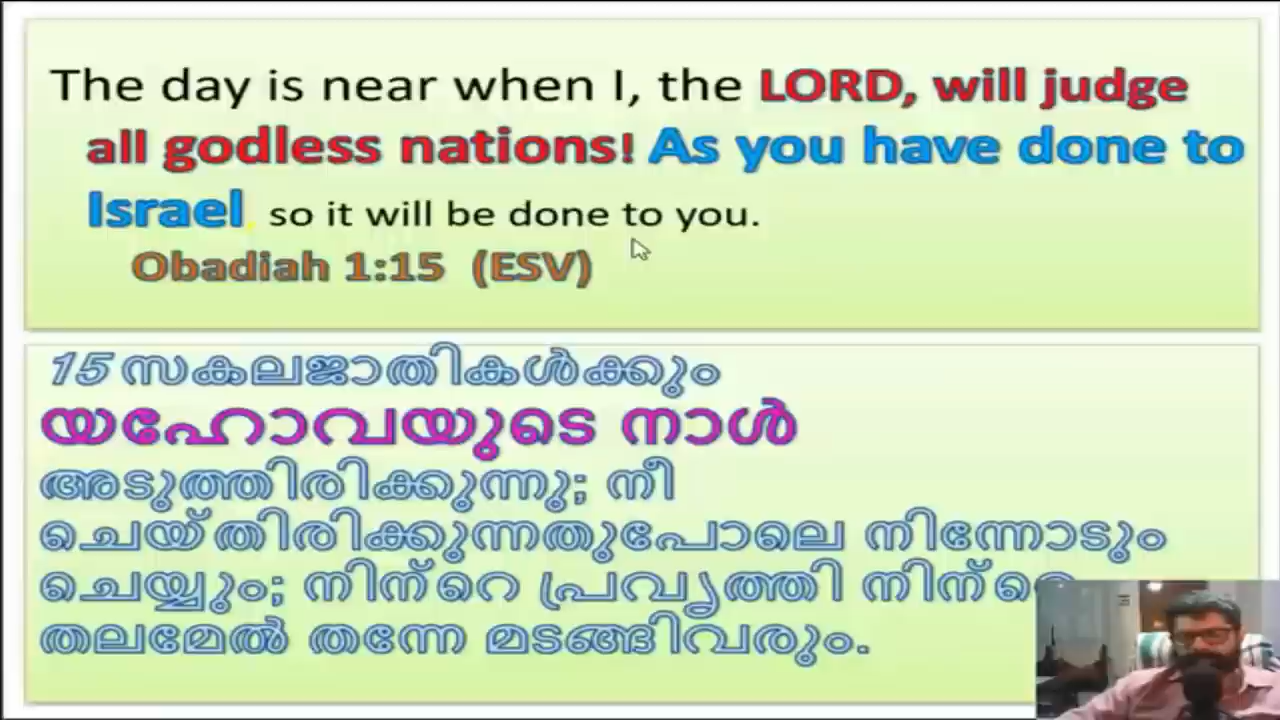 The day is near when I, the LORD, will judge
all godless nations! As you have done to
Israel, so it will be done to you.
Obadiah 1:15 (ESV)
15 സകലജാതികൾക്കും
യഹോവയുടെ നാൾ
അടുത്തിരിക്കുന്നു; നീ
ചെയ്തിരിക്കുന്നതുപോലെ നിന്നോടും
ചെയ്യും; നിന്റെ പ്രവൃത്തി നിന്റെ
തലമേൽ തന്നേ മടങ്ങിവരും.